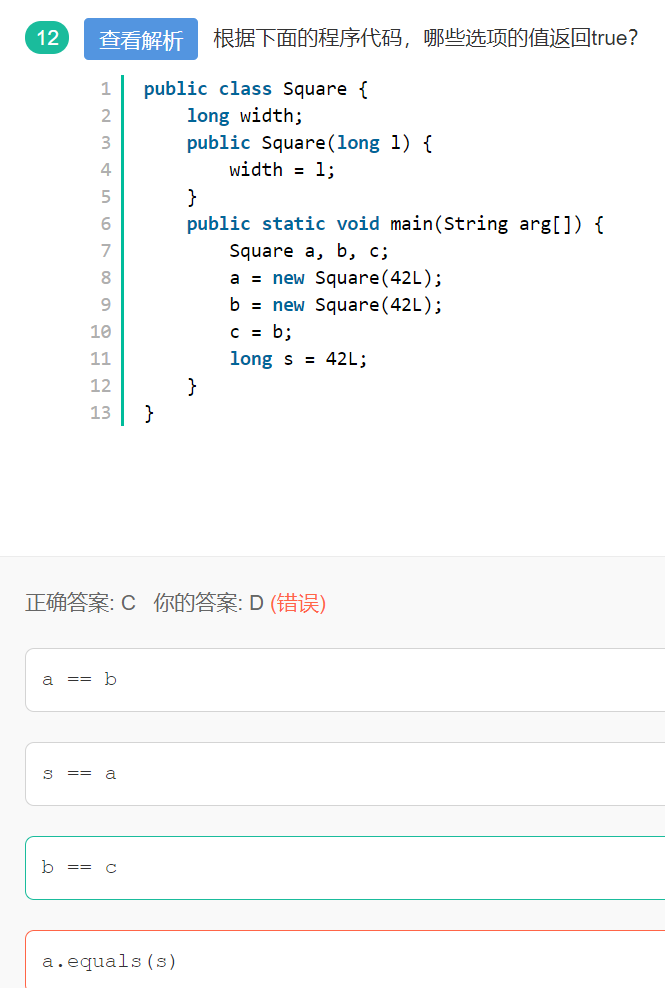 12 查看解析 根据下面的程序代码，哪些选项的值返回true？
1 public class Square {
2 long width;
3 public Square(long l) {
4 width = l;
5 }
6 public static void main(String arg[]) {
7 Square a, b, c;
8 a = new Square(42L);
9 b = new Square(42L);
10 c = b;
11 long s = 42L;
12 }
13 }
正确答案: C 你的答案: D (错误)
a == b
s == a
b == c
a.equals(s)